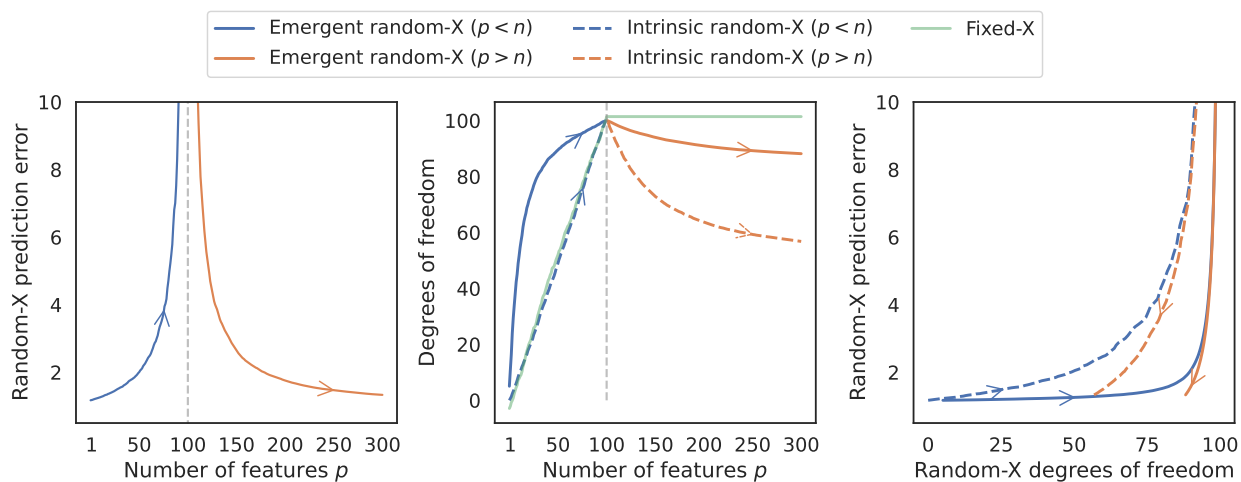 Emergent random-X (p < n)
Intrinsic random-X (p < n)
Fixed-X
Emergent random-X (p > n)
Intrinsic random-X (p > n)
Random-X prediction error
10
8
6
4
2
1 50 100 150 200 250 300
Number of features p
Degrees of freedom
100
80
60
40
20
0
1 50 100 150 200 250 300
Number of features p
Random-X prediction error
10
8
6
4
2
0 25 50 75 100
Random-X degrees of freedom